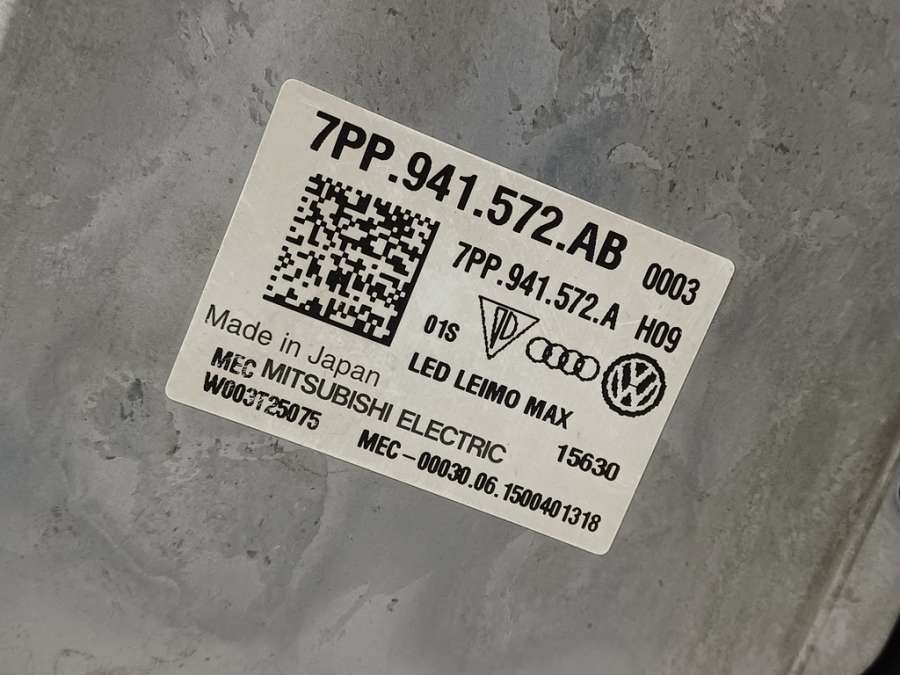 7PP.941.572.AB 0003
7PP.941.572.A H09
01S
LED LEIMO MAX
Made in Japan
MEC MITSUBISHI ELECTRIC 15630
W003T25075 MEC-00030.06.1500401318